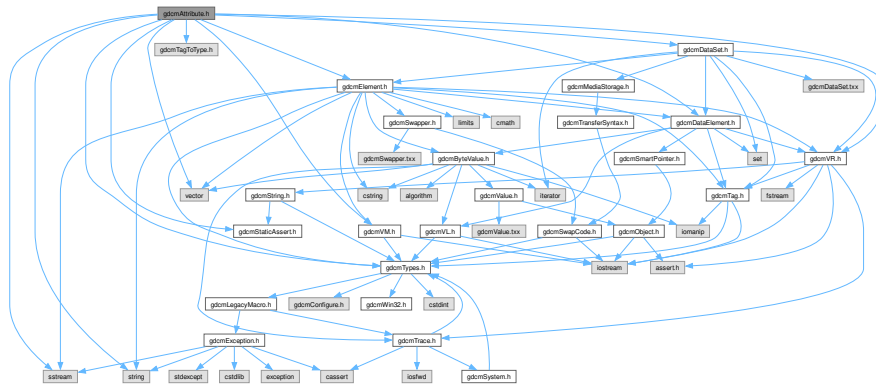 gdcmAttribute.h
gdcmTagToType.h
gdcmDataSet.h
gdcmElement.h
gdcmMediaStorage.h
gdcmDataSet.txx
gdcmSwapper.h
limits
cmath
gdcmTransferSyntax.h
gdcmDataElement.h
gdcmSwapper.txx
gdcmByteValue.h
gdcmSmartPointer.h
set
gdcmVR.h
vector
gdcmString.h
cstring
algorithm
gdcmValue.h
iterator
gdcmTag.h
fstream
gdcmStaticAssert.h
gdcmVM.h
gdcmVL.h
gdcmValue.txx
gdcmSwapCode.h
gdcmObject.h
iomanip
gdcmTypes.h
iostream
assert.h
gdcmLegacyMacro.h
gdcmConfigure.h
gdcmWin32.h
cstdint
gdcmException.h
gdcmTrace.h
sstream
string
stdexcept
cstdlib
exception
cassert
iosfwd
gdcmSystem.h